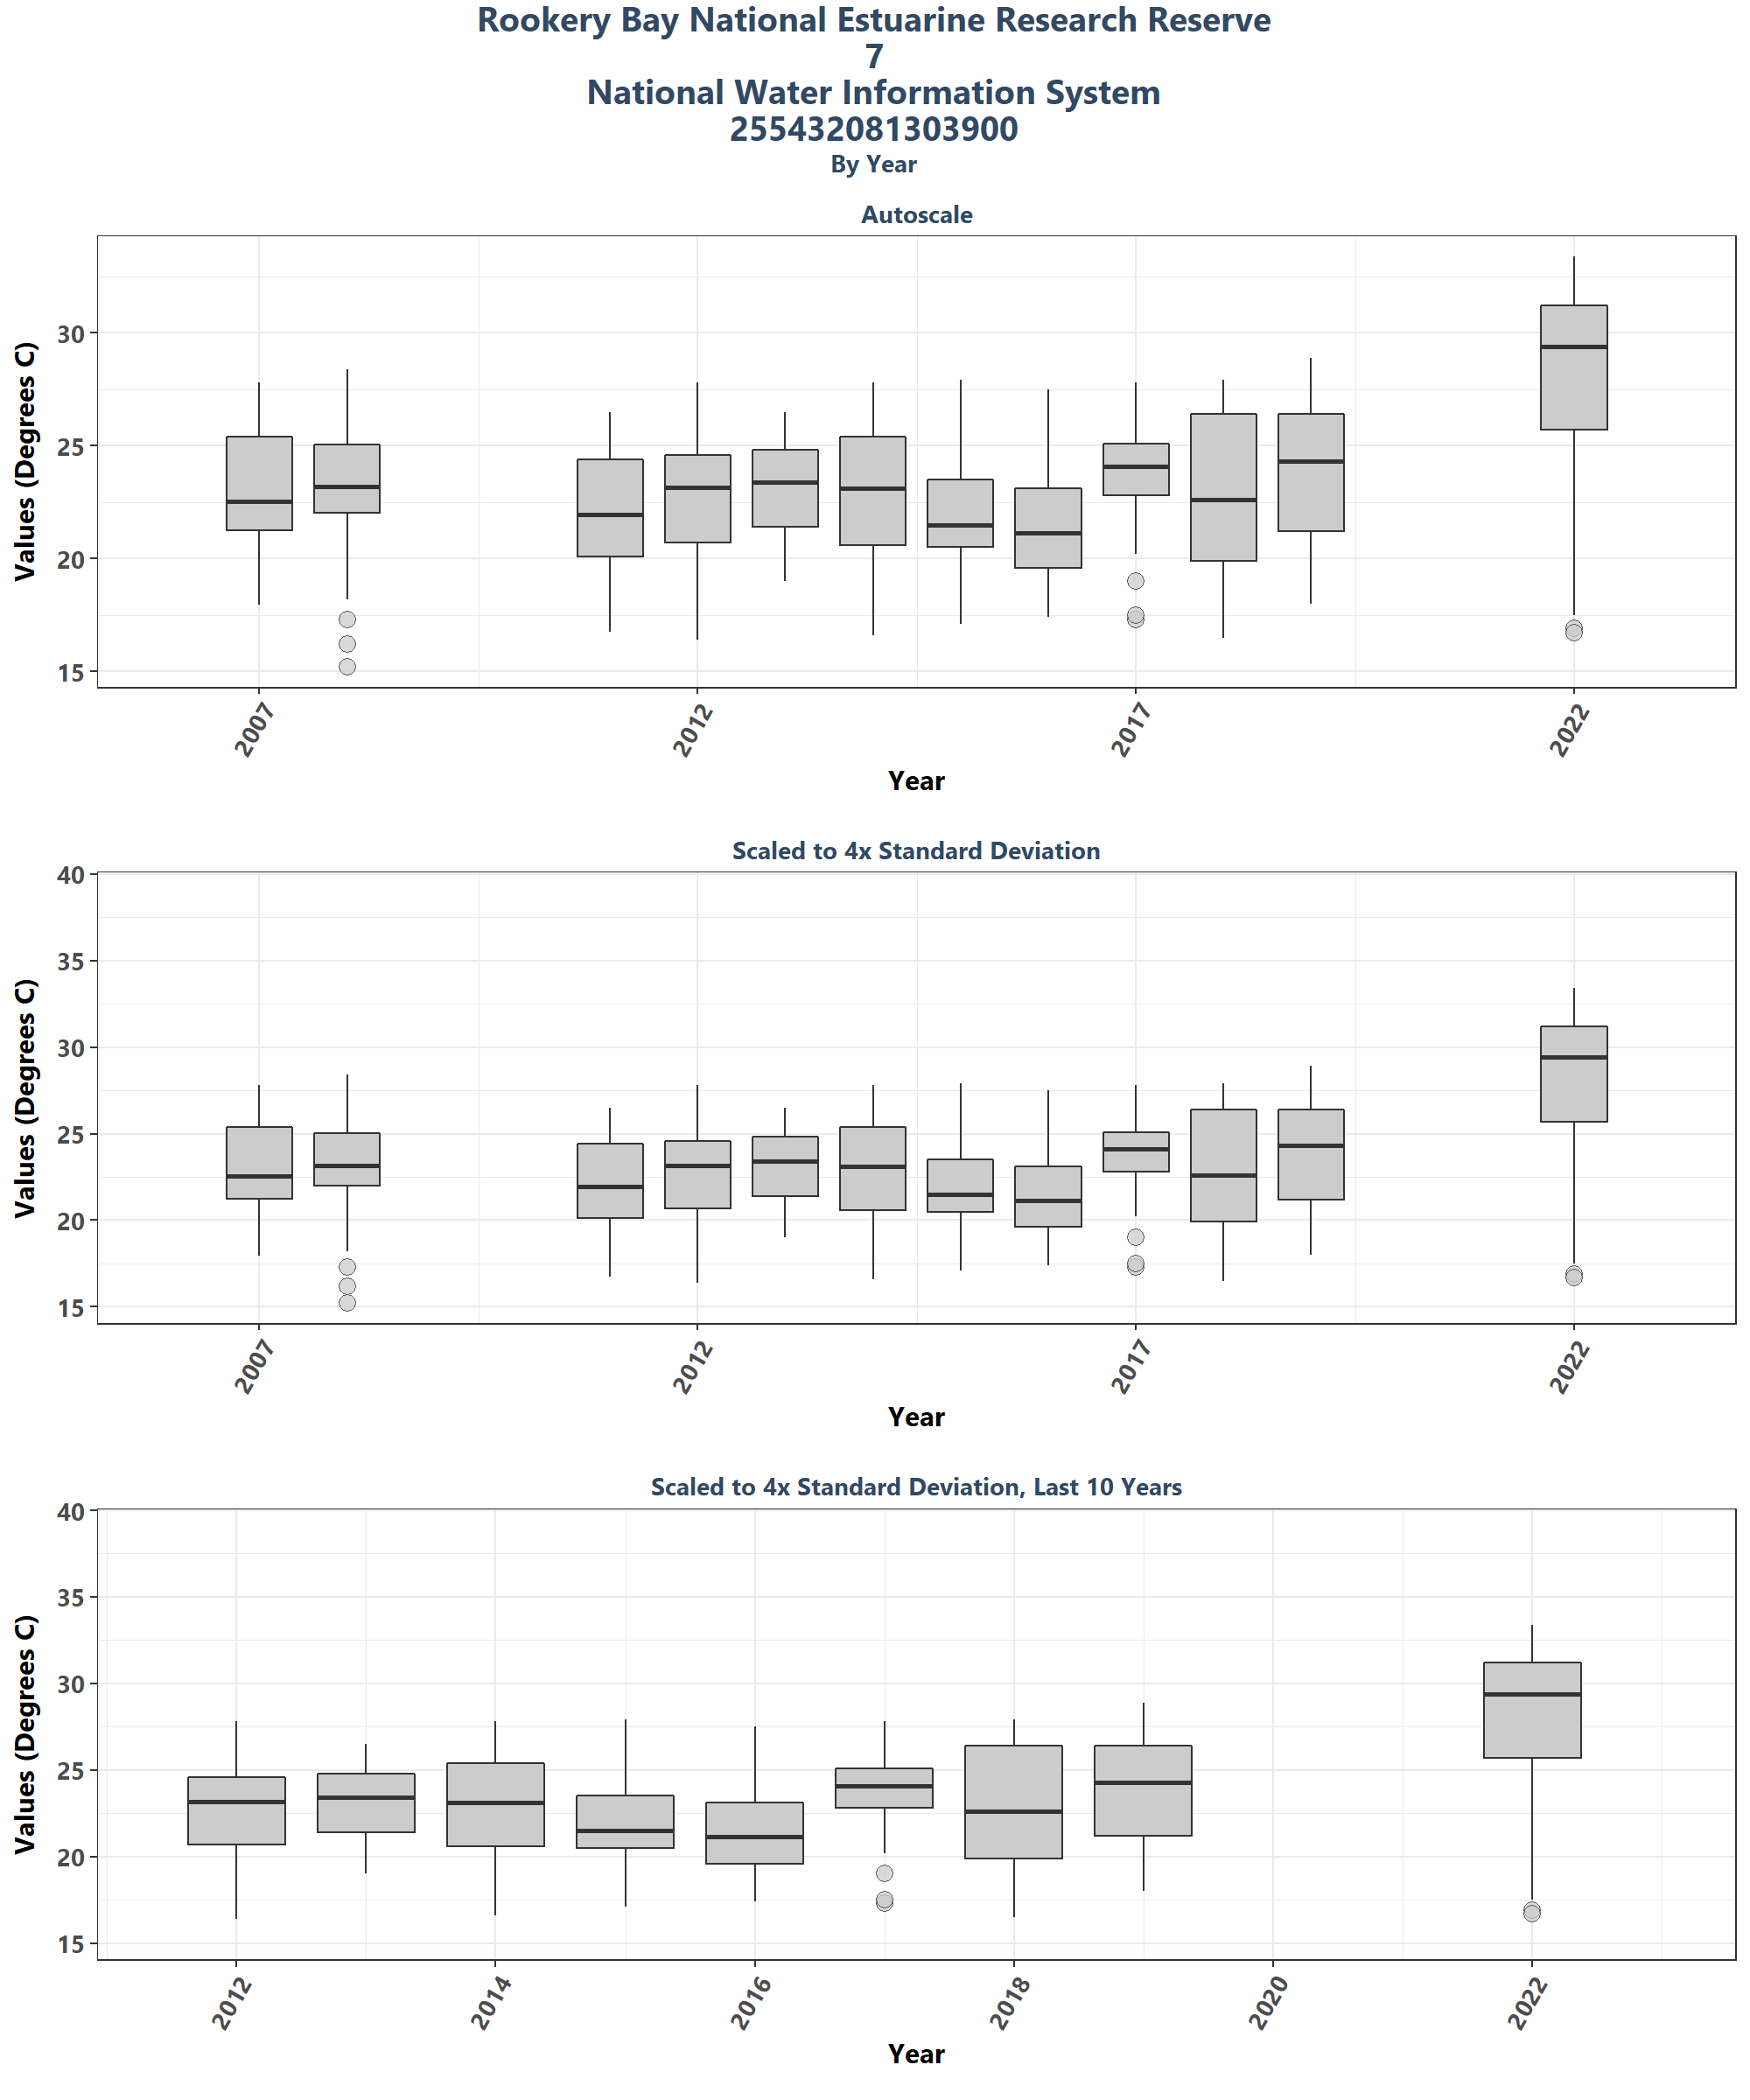 Rookery Bay National Estuarine Research Reserve
7
National Water Information System
255432081303900
By Year
Autoscale
Values (Degrees C)
30
25
20
15
2007
2012
2017
2022
Year
Scaled to 4x Standard Deviation
Values (Degrees C)
40
35
30
25
20
15
2007
2012
2017
2022
Year
Scaled to 4x Standard Deviation, Last 10 Years
Values (Degrees C)
40
35
30
25
20
15
2012
2014
2016
2018
2020
2022
Year